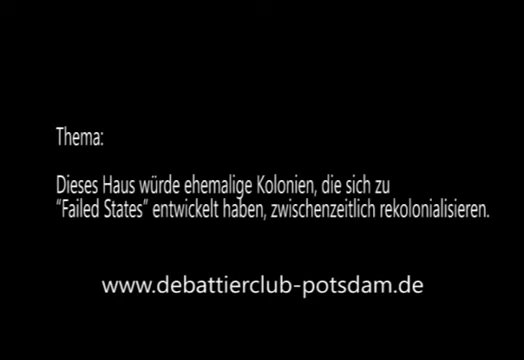 Thema:
Dieses Haus würde ehemalige Kolonien, die sich zu
“Failed States” entwickelt haben, zwischenzeitlich rekolonialisieren.
www.debattierclub-potsdam.de